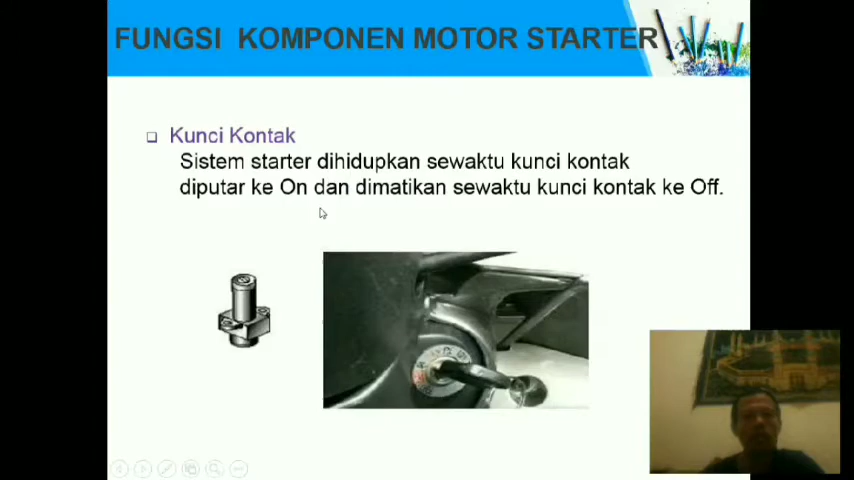 FUNGSI KOMPONEN MOTOR STARTER
Kunci Kontak
Sistem starter dihidupkan sewaktu kunci kontak
diputar ke On dan dimatikan sewaktu kunci kontak ke Off.